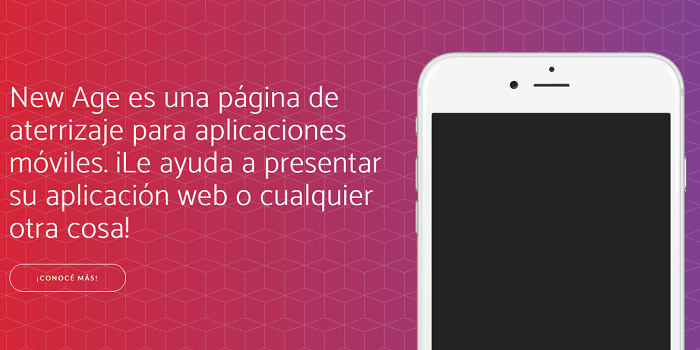 New Age es una página de
aterrizaje para aplicaciones
móviles. ¡Le ayuda a presentar
su aplicación web o cualquier
otra cosa!
¡CONOCÉ MÁS!